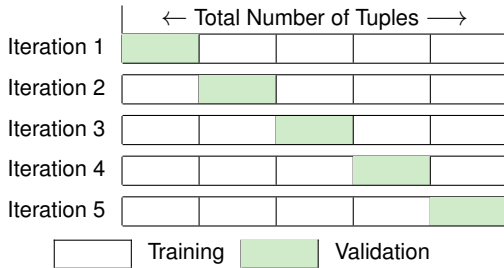 ← Total Number of Tuples →
Iteration 1
Iteration 2
Iteration 3
Iteration 4
Iteration 5
Training Validation